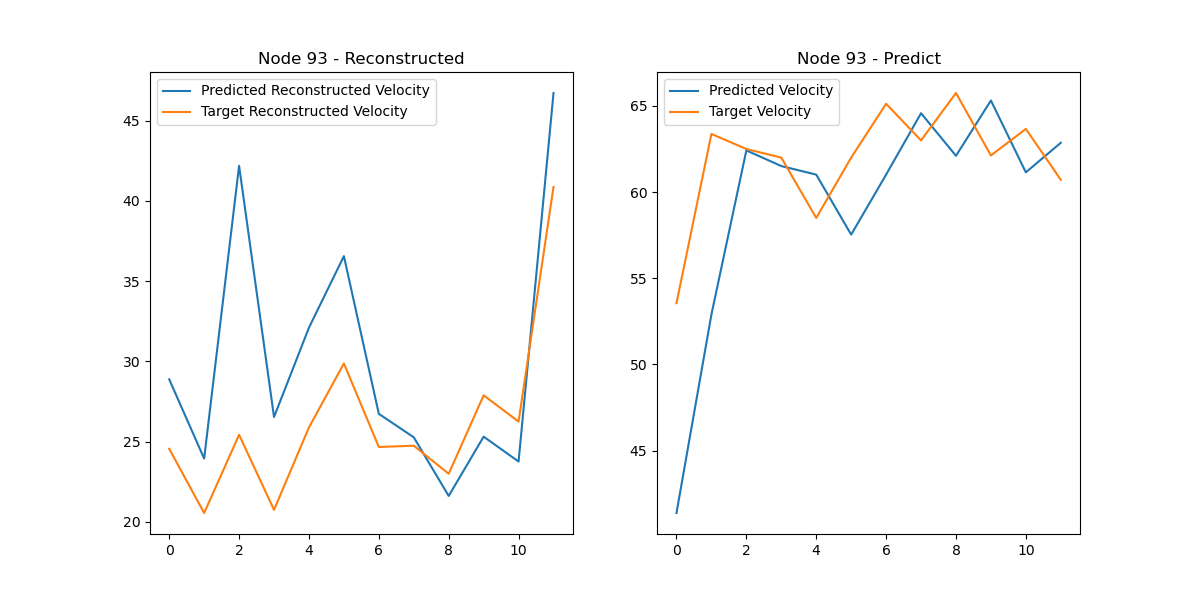 Node 93 - Reconstructed
Predicted Reconstructed Velocity
Target Reconstructed Velocity
45
40
35
30
25
20
0 2 4 6 8 10
Node 93 - Predict
Predicted Velocity
Target Velocity
65
60
55
50
45
0 2 4 6 8 10